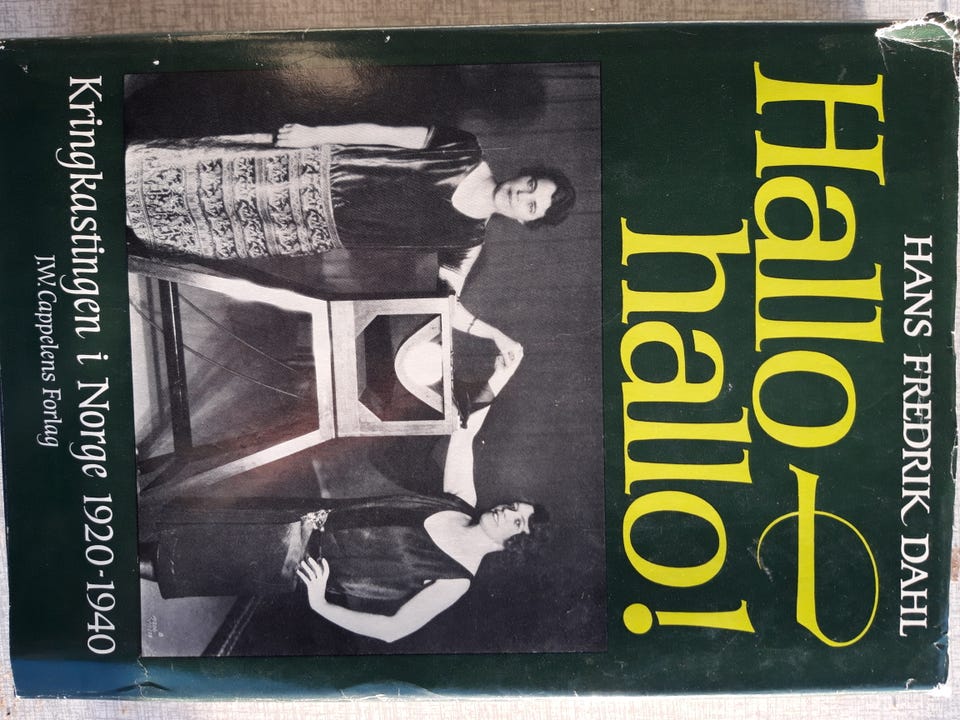 HANS FREDRIK DAHL
Hallo-
hallo!
Kringkastingen i Norge 1920-1940
J.W. Cappelens Forlag